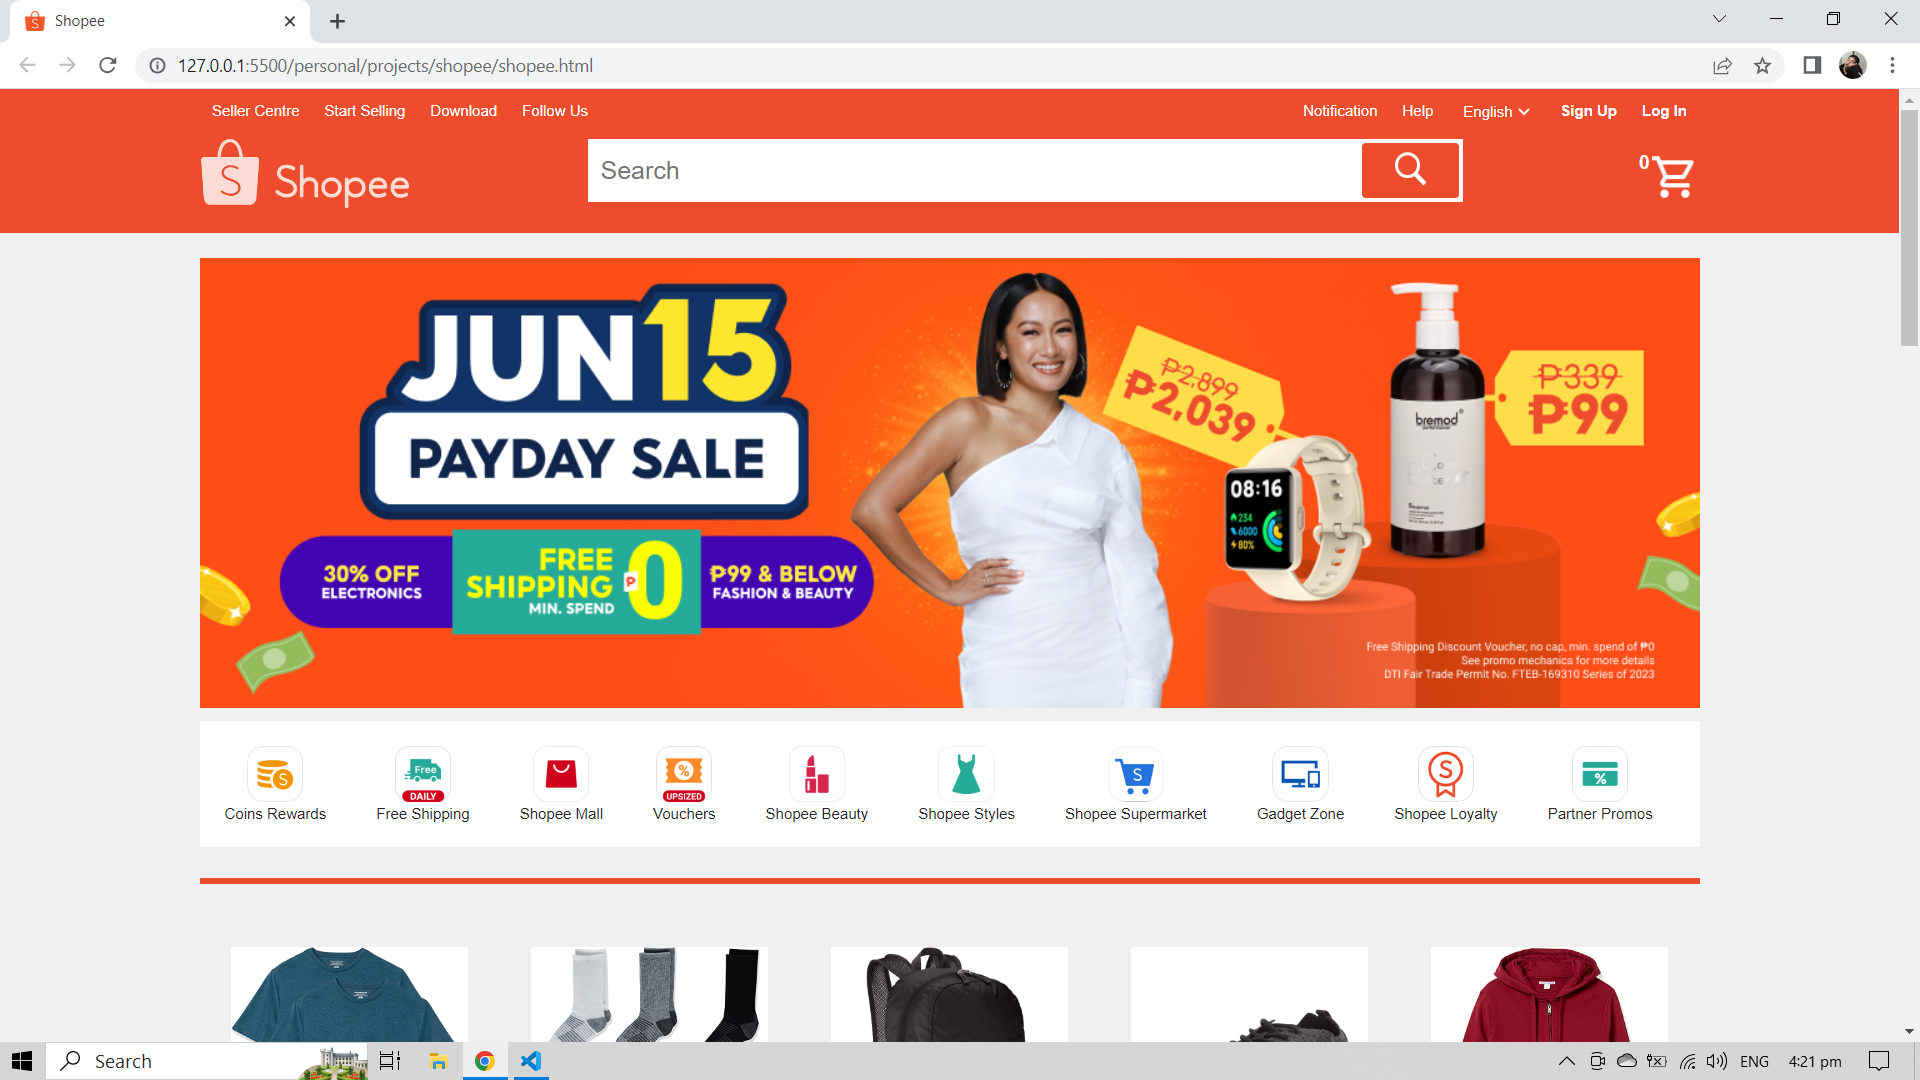 Shopee
127.0.0.1:5500/personal/projects/shopee/shopee.html
Seller Centre Start Selling Download Follow Us
Notification Help English Sign Up Log In
S Shopee
Search
0
JUN 15
PAYDAY SALE
30% OFF
ELECTRONICS
FREE
SHIPPING
MIN. SPEND
₱0
₱99 & BELOW
FASHION & BEAUTY
₱2,899
₱2,039
08:16
234
6000
80%
bremod
₱339
₱99
Free Shipping Discount Voucher, no cap, min. spend of ₱0
See promo mechanics for more details
DTI Fair Trade Permit No. FTEB-169310 Series of 2023
S
Coins Rewards
Free
DAILY
Free Shipping
Shopee Mall
%
UPSIZED
Vouchers
Shopee Beauty
Shopee Styles
S
Shopee Supermarket
Gadget Zone
S
Shopee Loyalty
%
Partner Promos
Search
ENG 4:21 pm